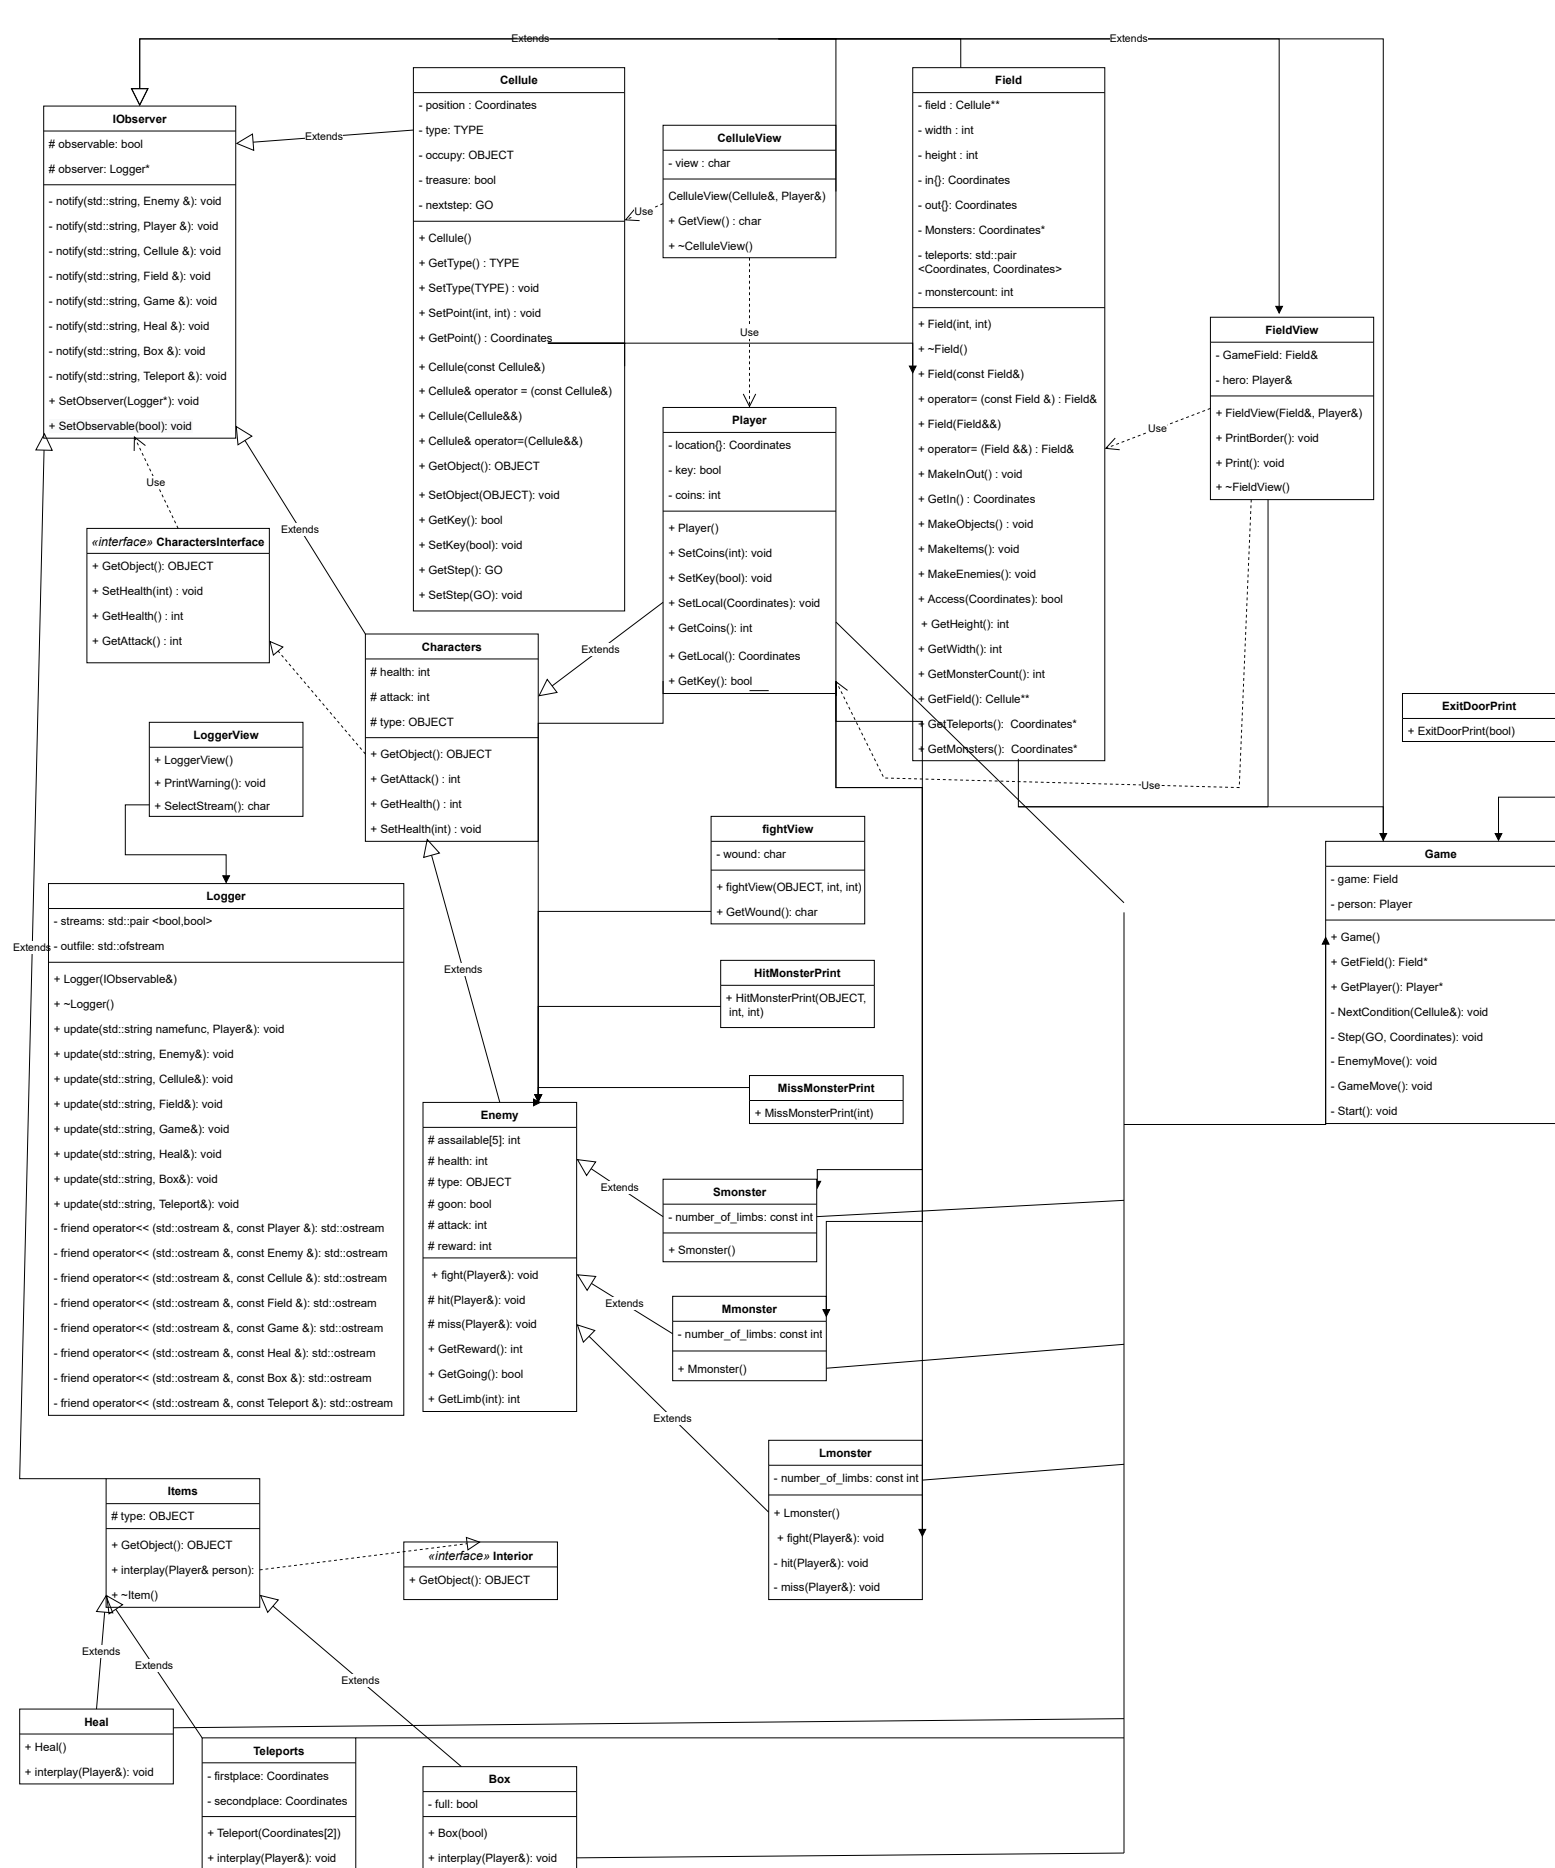 Extends
Extends
IObserver
# observable: bool
# observer: Logger*
- notify(std::string, Enemy &): void
- notify(std::string, Player &): void
- notify(std::string, Cellule &): void
- notify(std::string, Field &): void
- notify(std::string, Game &): void
- notify(std::string, Heal &): void
- notify(std::string, Box &): void
- notify(std::string, Teleport &): void
+ SetObserver(Logger*): void
+ SetObservable(bool): void
Extends
Cellule
- position : Coordinates
- type: TYPE
- occupy: OBJECT
- treasure: bool
- nextstep: GO
+ Cellule()
+ GetType() : TYPE
+ SetType(TYPE) : void
+ SetPoint(int, int) : void
+ GetPoint() : Coordinates
+ Cellule(const Cellule&)
+ Cellule& operator = (const Cellule&)
+ Cellule(Cellule&&)
+ Cellule& operator=(Cellule&&)
+ GetObject(): OBJECT
+ SetObject(OBJECT): void
+ GetKey(): bool
+ SetKey(bool): void
+ GetStep(): GO
+ SetStep(GO): void
Use
CelluleView
- view : char
CelluleView(Cellule&, Player&)
+ GetView() : char
+ ~CelluleView()
Use
Player
- location{}: Coordinates
- key: bool
- coins: int
+ Player()
+ SetCoins(int): void
+ SetKey(bool): void
+ SetLocal(Coordinates): void
+ GetCoins(): int
+ GetLocal(): Coordinates
+ GetKey(): bool
Field
- field : Cellule**
- width : int
- height : int
- in{}: Coordinates
- out{}: Coordinates
- Monsters: Coordinates*
- teleports: std::pair
<Coordinates, Coordinates>
- monstercount: int
+ Field(int, int)
+ ~Field()
+ Field(const Field&)
+ operator= (const Field &) : Field&
+ Field(Field&&)
+ operator= (Field &&) : Field&
+ MakeInOut() : void
+ GetIn() : Coordinates
+ MakeObjects() : void
+ MakeItems(): void
+ MakeEnemies(): void
+ Access(Coordinates): bool
+ GetHeight(): int
+ GetWidth(): int
+ GetMonsterCount(): int
+ GetField(): Cellule**
+ GetTeleports(): Coordinates*
+ GetMonsters(): Coordinates*
FieldView
- GameField: Field&
- hero: Player&
+ FieldView(Field&, Player&)
+ PrintBorder(): void
+ Print(): void
+ ~FieldView()
Use
Use
Use
«interface» CharactersInterface
+ GetObject(): OBJECT
+ SetHealth(int) : void
+ GetHealth() : int
+ GetAttack() : int
Extends
Characters
# health: int
# attack: int
# type: OBJECT
+ GetObject(): OBJECT
+ GetAttack() : int
+ GetHealth() : int
+ SetHealth(int) : void
Extends
ExitDoorPrint
+ ExitDoorPrint(bool)
LoggerView
+ LoggerView()
+ PrintWarning(): void
+ SelectStream(): char
Logger
- streams: std::pair <bool,bool>
- outfile: std::ofstream
+ Logger(IObservable&)
+ ~Logger()
+ update(std::string namefunc, Player&): void
+ update(std::string, Enemy&): void
+ update(std::string, Cellule&): void
+ update(std::string, Field&): void
+ update(std::string, Game&): void
+ update(std::string, Heal&): void
+ update(std::string, Box&): void
+ update(std::string, Teleport&): void
- friend operator<< (std::ostream &, const Player &): std::ostream
- friend operator<< (std::ostream &, const Enemy &): std::ostream
- friend operator<< (std::ostream &, const Cellule &): std::ostream
- friend operator<< (std::ostream &, const Field &): std::ostream
- friend operator<< (std::ostream &, const Game &): std::ostream
- friend operator<< (std::ostream &, const Heal &): std::ostream
- friend operator<< (std::ostream &, const Box &): std::ostream
- friend operator<< (std::ostream &, const Teleport &): std::ostream
Extends
Extends
fightView
- wound: char
+ fightView(OBJECT, int, int)
+ GetWound(): char
HitMonsterPrint
+ HitMonsterPrint(OBJECT,
int, int)
MissMonsterPrint
+ MissMonsterPrint(int)
Game
- game: Field
- person: Player
+ Game()
+ GetField(): Field*
+ GetPlayer(): Player*
- NextCondition(Cellule&): void
- Step(GO, Coordinates): void
- EnemyMove(): void
- GameMove(): void
- Start(): void
Enemy
# assailable[5]: int
# health: int
# type: OBJECT
# goon: bool
# attack: int
# reward: int
+ fight(Player&): void
# hit(Player&): void
# miss(Player&): void
+ GetReward(): int
+ GetGoing(): bool
+ GetLimb(int): int
Extends
Smonster
- number_of_limbs: const int
+ Smonster()
Extends
Mmonster
- number_of_limbs: const int
+ Mmonster()
Extends
Lmonster
- number_of_limbs: const int
+ Lmonster()
+ fight(Player&): void
- hit(Player&): void
- miss(Player&): void
Items
# type: OBJECT
+ GetObject(): OBJECT
+ interplay(Player& person):
+ ~Item()
«interface» Interior
+ GetObject(): OBJECT
Extends
Extends
Extends
Heal
+ Heal()
+ interplay(Player&): void
Teleports
- firstplace: Coordinates
- secondplace: Coordinates
+ Teleport(Coordinates[2])
+ interplay(Player&): void
Box
- full: bool
+ Box(bool)
+ interplay(Player&): void